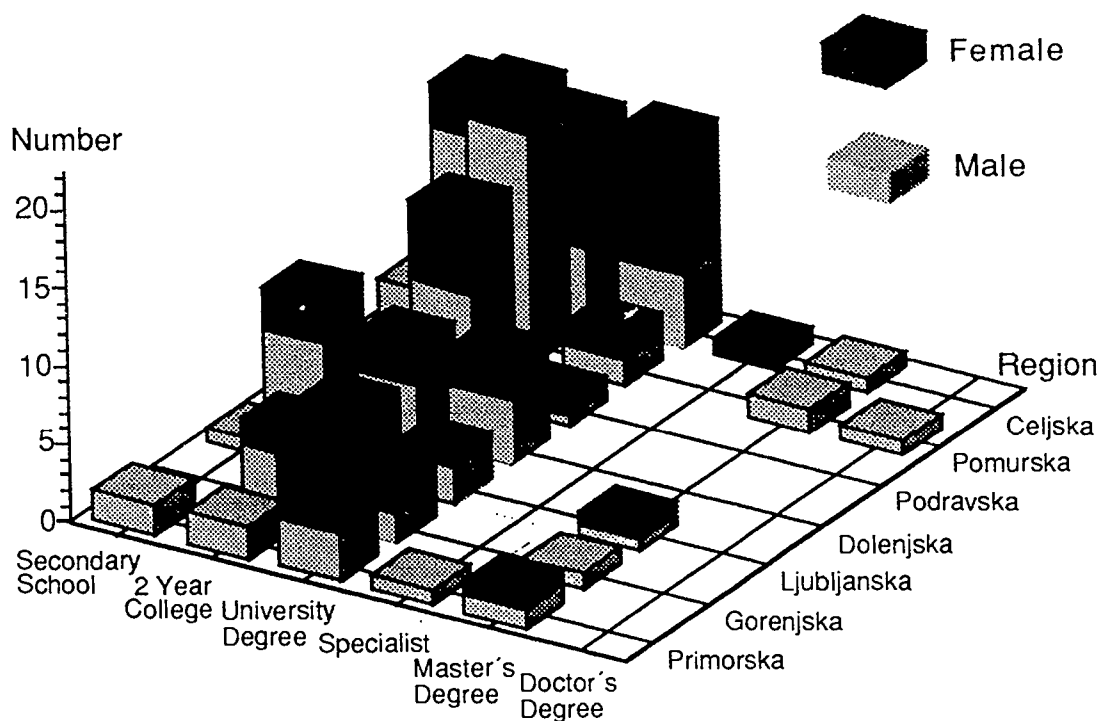 Female
Male
Number
20
15
10
5
0
Region
Celjska
Pomurska
Podravska
Dolenjska
Ljubljanska
Gorenjska
Primorska
Secondary
School
2 Year
College
University
Degree
Specialist
Master´s
Degree
Doctor´s
Degree